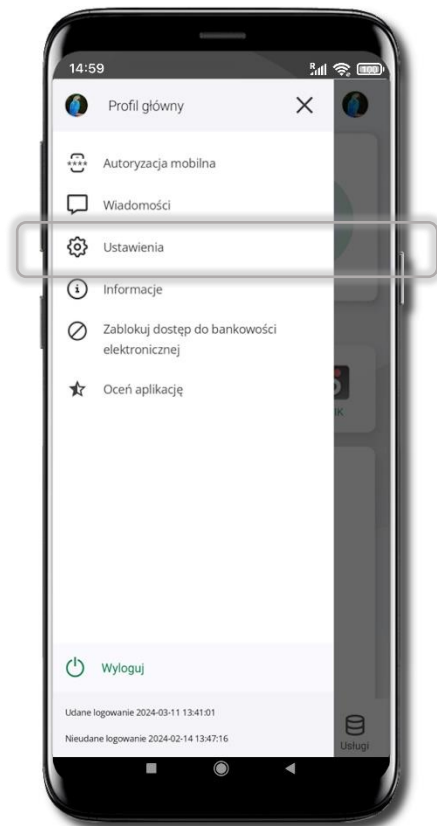 14:59
Profil główny
Autoryzacja mobilna
Wiadomości
Ustawienia
Informacje
Zablokuj dostęp do bankowości
elektronicznej
Oceń aplikację
IK
Wyloguj
Udane logowanie 2024-03-11 13:41:01
Nieudane logowanie 2024-02-14 13:47:16
Usługi